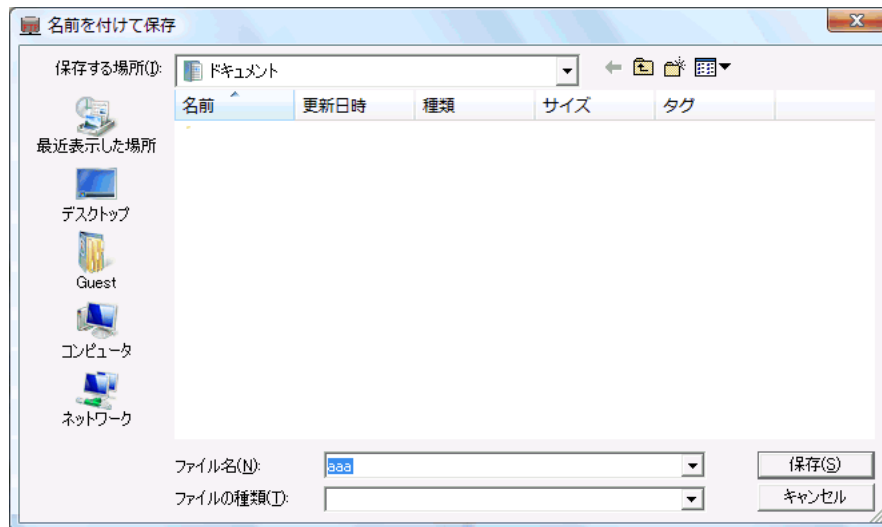 名前を付けて保存
保存する場所(I):
ドキュメント
名前 更新日時 種類 サイズ タグ
最近表示した場所
デスクトップ
Guest
コンピュータ
ネットワーク
ファイル名(N):
aaa
保存(S)
ファイルの種類(T):
キャンセル